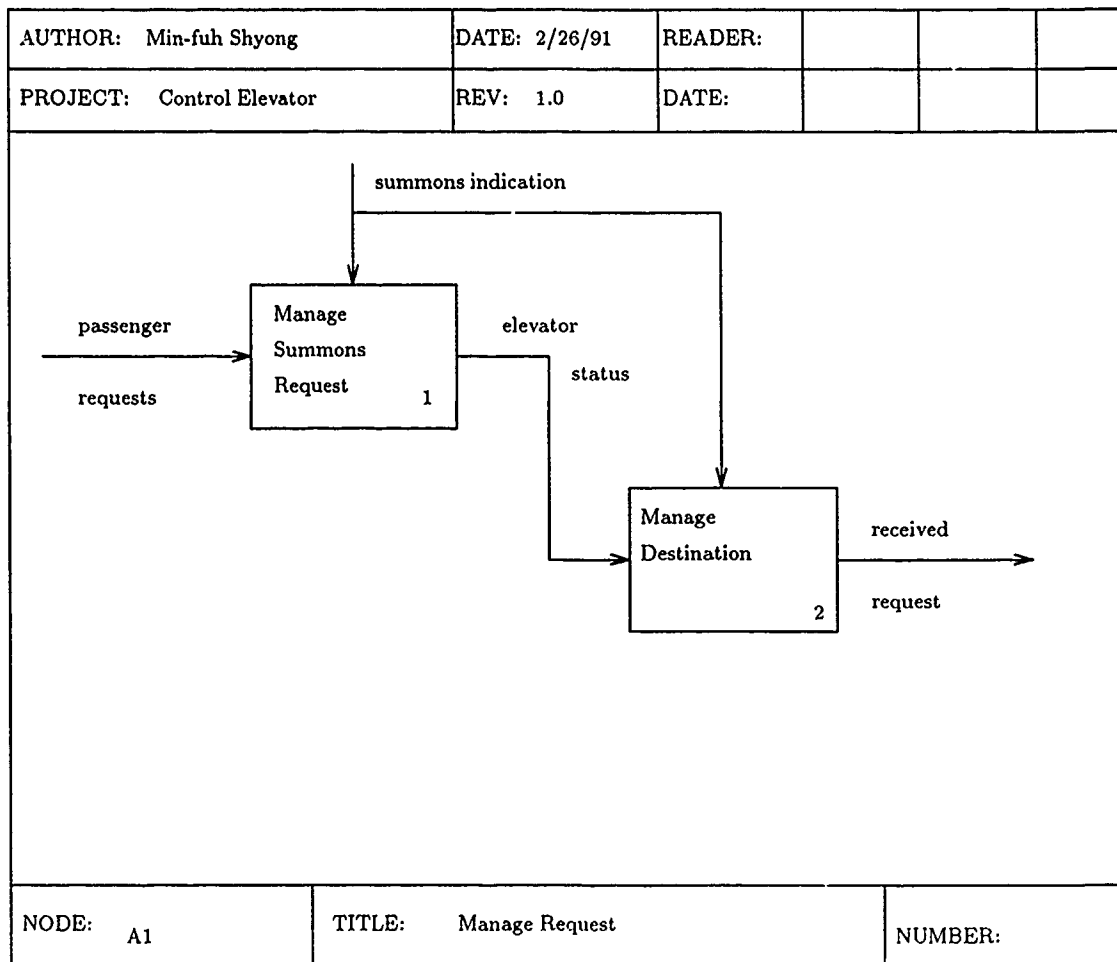 AUTHOR: Min-fuh Shyong DATE: 2/26/91 READER:
PROJECT: Control Elevator REV: 1.0 DATE:
summons indication
passenger
requests
Manage
Summons
Request
1
elevator
status
Manage
Destination
2
received
request
NODE: A1 TITLE: Manage Request NUMBER: